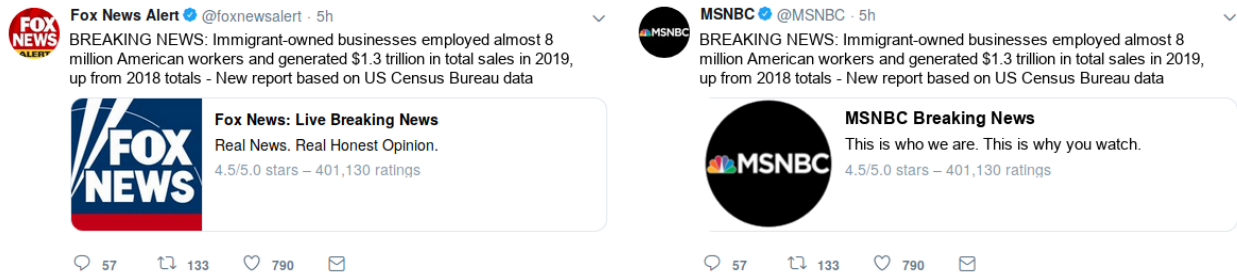 FOX
NEWS
ALERT
Fox News Alert @foxnewsalert · 5h
BREAKING NEWS: Immigrant-owned businesses employed almost 8
million American workers and generated $1.3 trillion in total sales in 2019,
up from 2018 totals - New report based on US Census Bureau data
FOX
NEWS
Fox News: Live Breaking News
Real News. Real Honest Opinion.
4.5/5.0 stars – 401,130 ratings
57 133 790
MSNBC
MSNBC @MSNBC · 5h
BREAKING NEWS: Immigrant-owned businesses employed almost 8
million American workers and generated $1.3 trillion in total sales in 2019,
up from 2018 totals - New report based on US Census Bureau data
MSNBC
MSNBC Breaking News
This is who we are. This is why you watch.
4.5/5.0 stars – 401,130 ratings
57 133 790